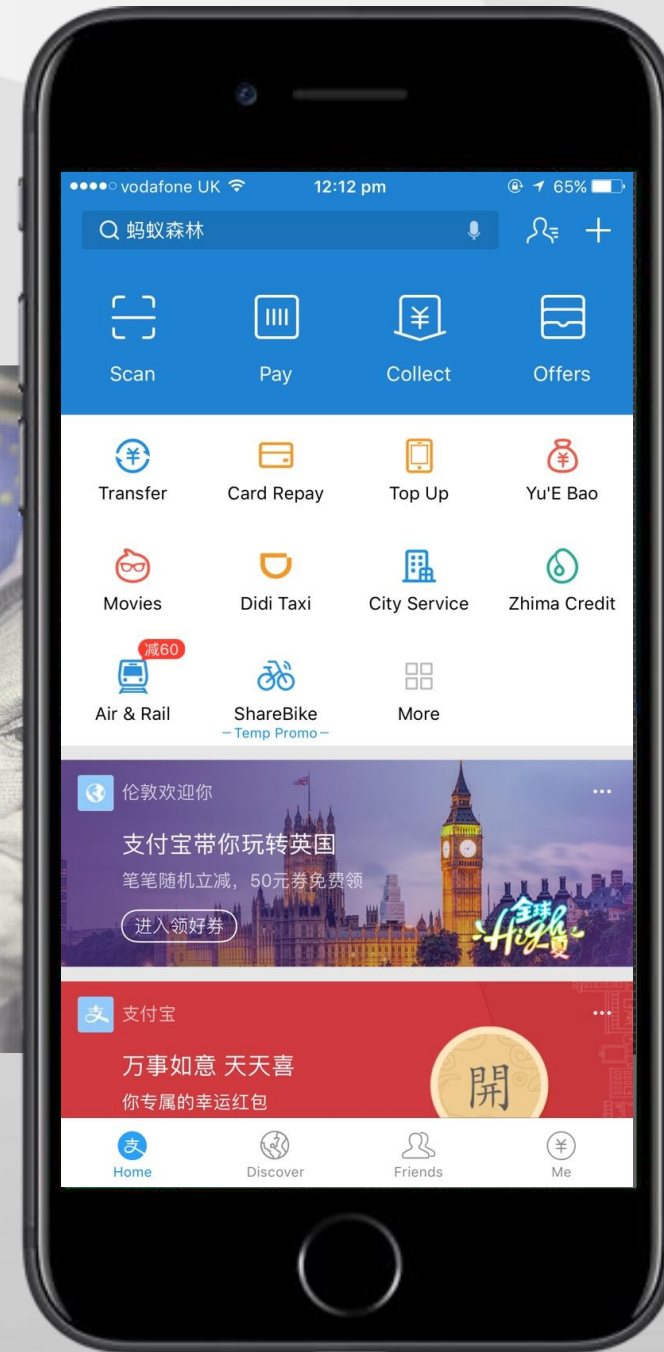 vodafone UK 12:12 pm 65%
蚂蚁森林
Scan Pay Collect Offers
Transfer Card Repay Top Up Yu'E Bao
Movies Didi Taxi City Service Zhima Credit
减60
Air & Rail ShareBike More
Temp Promo
伦敦欢迎你
支付宝带你玩转英国
笔笔随机立减，50元券免费领
进入领好券
全球
High
夏
支 支付宝
万事如意 天天喜
開
你专属的幸运红包
支
Home Discover Friends Me